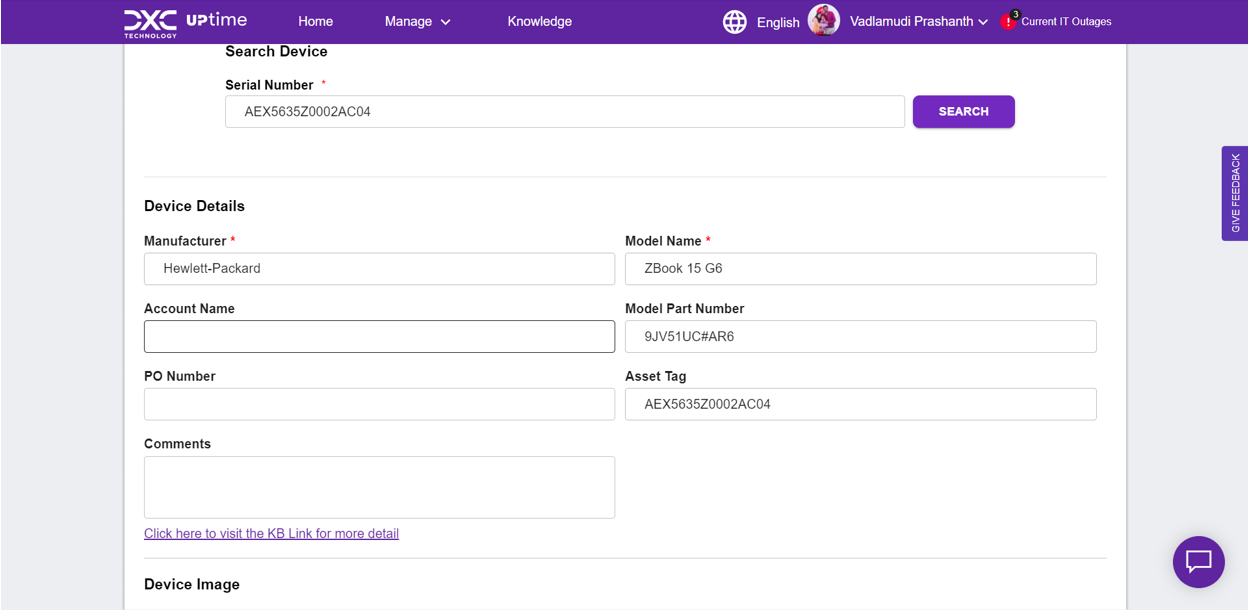 DXC TECHNOLOGY UPtime Home Manage Knowledge English Vadlamudi Prashanth 3 ! Current IT Outages
Search Device
Serial Number *
AEX5635Z0002AC04 SEARCH
GIVE FEEDBACK
Device Details
Manufacturer * Model Name *
Hewlett-Packard ZBook 15 G6
Account Name Model Part Number
9JV51UC#AR6
PO Number Asset Tag
AEX5635Z0002AC04
Comments
Click here to visit the KB Link for more detail
Device Image